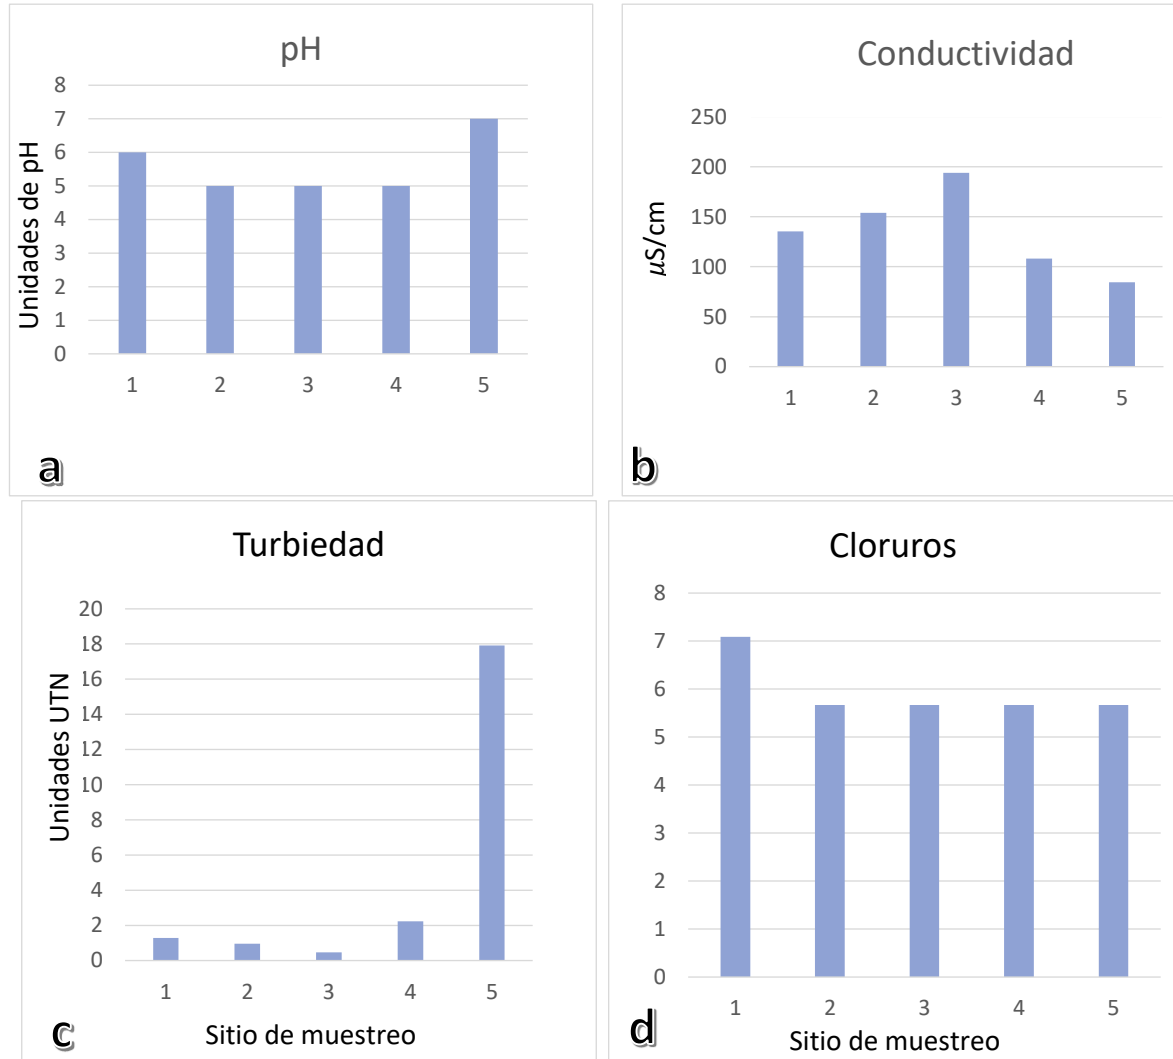 pH
Unidades de pH
8
7
6
5
4
3
2
1
0
1 2 3 4 5
a
Conductividad
µS/cm
250
200
150
100
50
0
1 2 3 4 5
b
Turbiedad
Unidades UTN
20
18
16
14
12
10
8
6
4
2
0
1 2 3 4 5
Sitio de muestreo
c
Cloruros
8
7
6
5
4
3
2
1
0
1 2 3 4 5
Sitio de muestreo
d